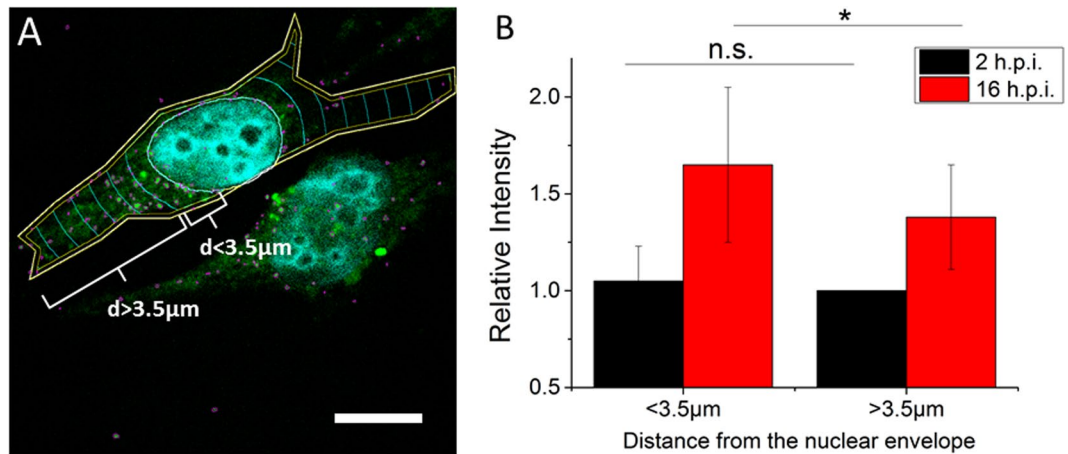 A
d<3.5μm
d>3.5μm
B
*
n.s.
2 h.p.i.
16 h.p.i.
Relative Intensity
2.0
1.5
1.0
0.5
<3.5μm
>3.5μm
Distance from the nuclear envelope